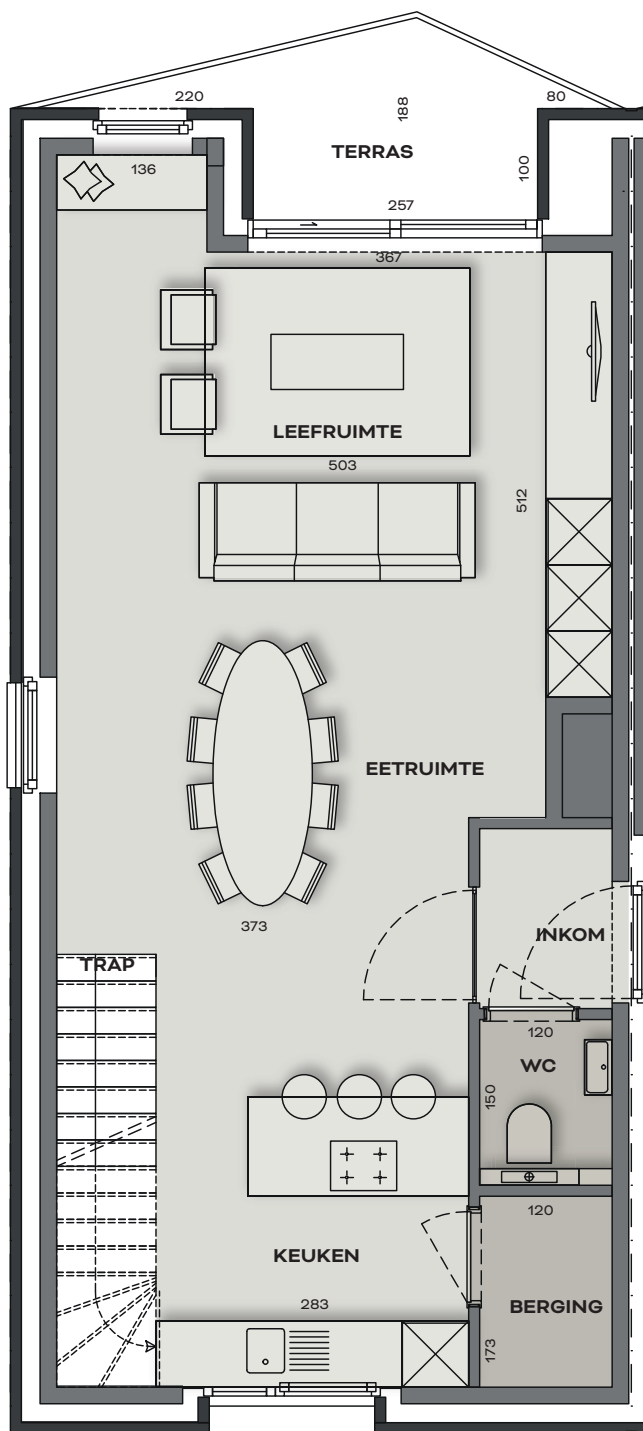 220
188
80
TERRAS
136
100
257
367
LEEFRUIMTE
503
512
EETRUIMTE
373
INKOM
TRAP
120
WC
150
120
KEUKEN
283
BERGING
173